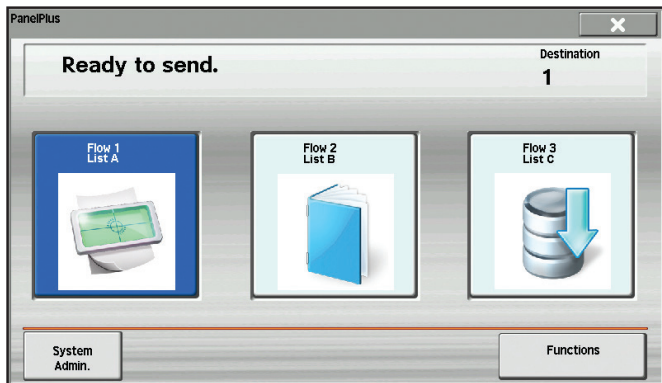 PanelPlus
Ready to send.
Destination
1
Flow 1
List A
Flow 2
List B
Flow 3
List C
System
Admin.
Functions